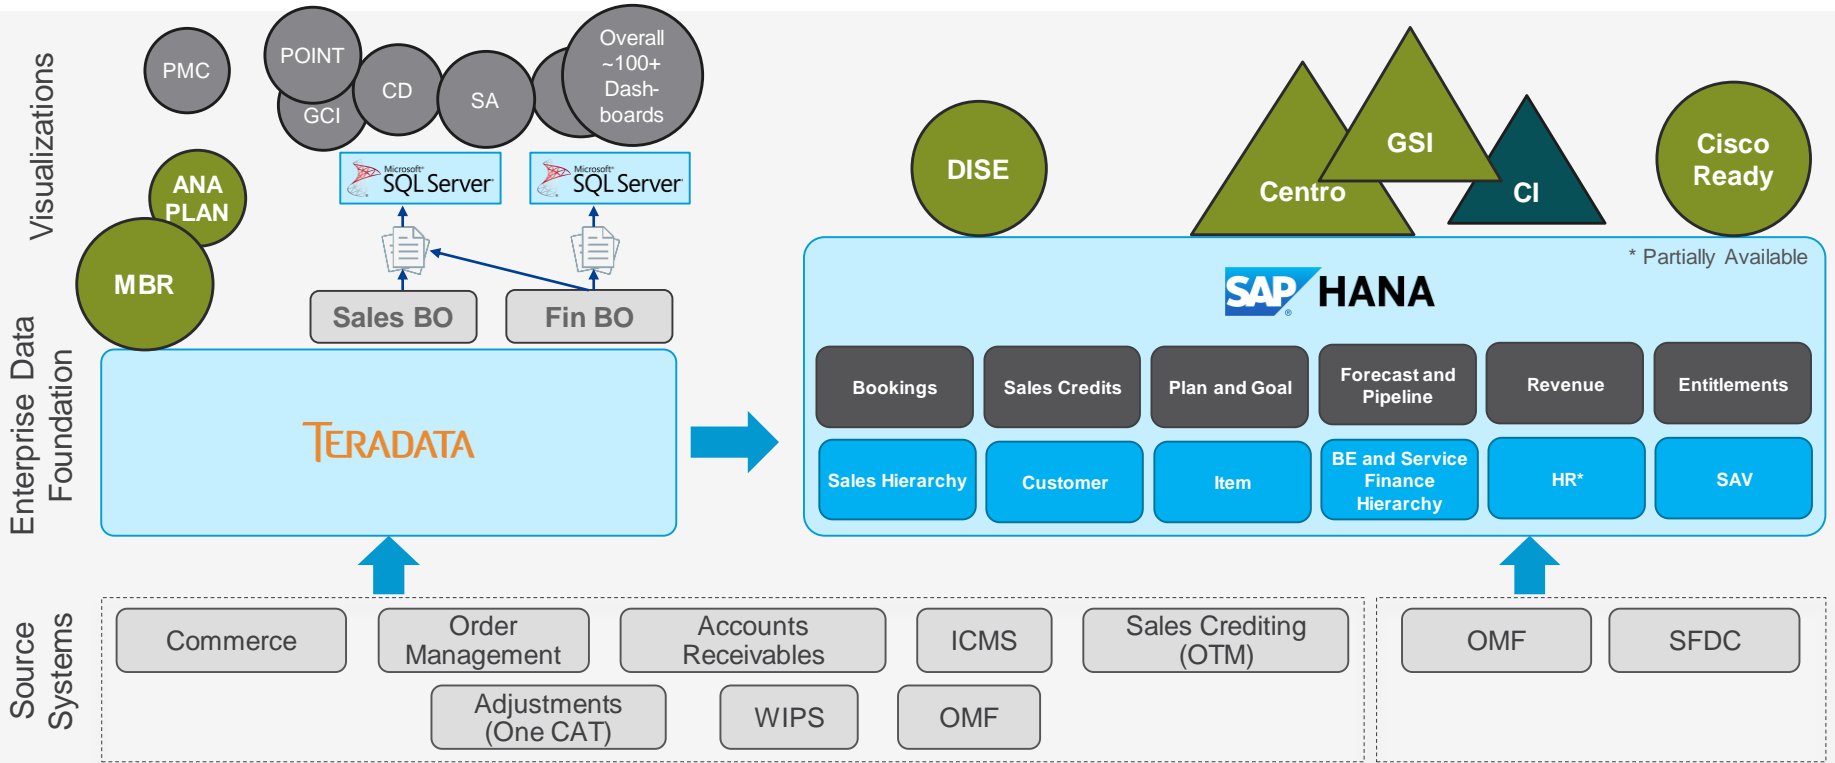 Visualizations
PMC
POINT
GCI
CD
SA
Overall
~100+
Dash-
boards
ANA
PLAN
MBR
Microsoft®
SQL Server®
Microsoft®
SQL Server®
Sales BO
Fin BO
DISE
Centro
GSI
CI
Cisco
Ready
Enterprise Data
Foundation
TERADATA
* Partially Available
SAP® HANA
Bookings
Sales Credits
Plan and Goal
Forecast and
Pipeline
Revenue
Entitlements
Sales Hierarchy
Customer
Item
BE and Service
Finance
Hierarchy
HR*
SAV
Source
Systems
Commerce
Order
Management
Accounts
Receivables
ICMS
Sales Crediting
(OTM)
Adjustments
(One CAT)
WIPS
OMF
OMF
SFDC